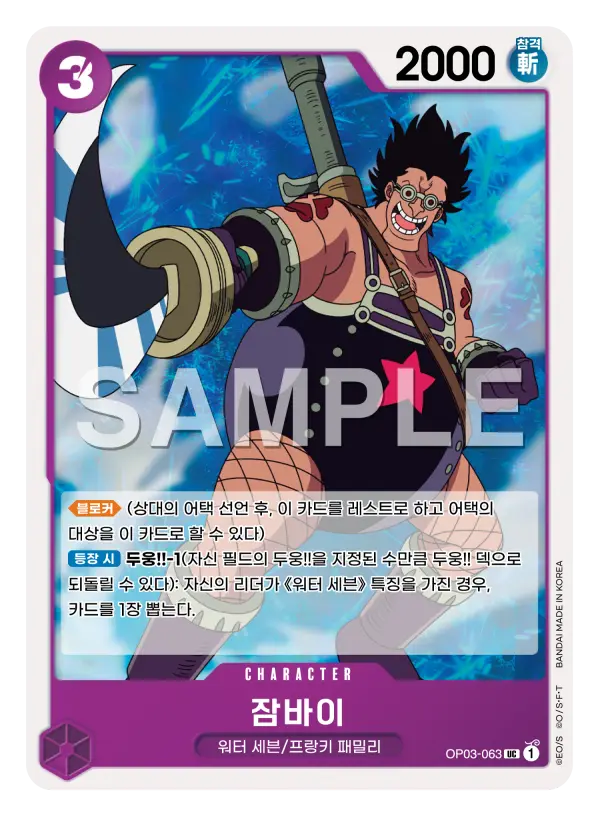 3
2000
참격
斬
SAMPLE
블로커 (상대의 어택 선언 후, 이 카드를 레스트로 하고 어택의
대상을 이 카드로 할 수 있다)
등장 시 두웅!!-1(자신 필드의 두웅!!을 지정된 수만큼 두웅!! 덱으로
되돌릴 수 있다): 자신의 리더가 《워터 세븐》 특징을 가진 경우,
카드를 1장 뽑는다.
CHARACTER
잠바이
워터 세븐/프랑키 패밀리
OP03-063 UC 1
©EO/S ©O/S·F·T BANDAI MADE IN KOREA